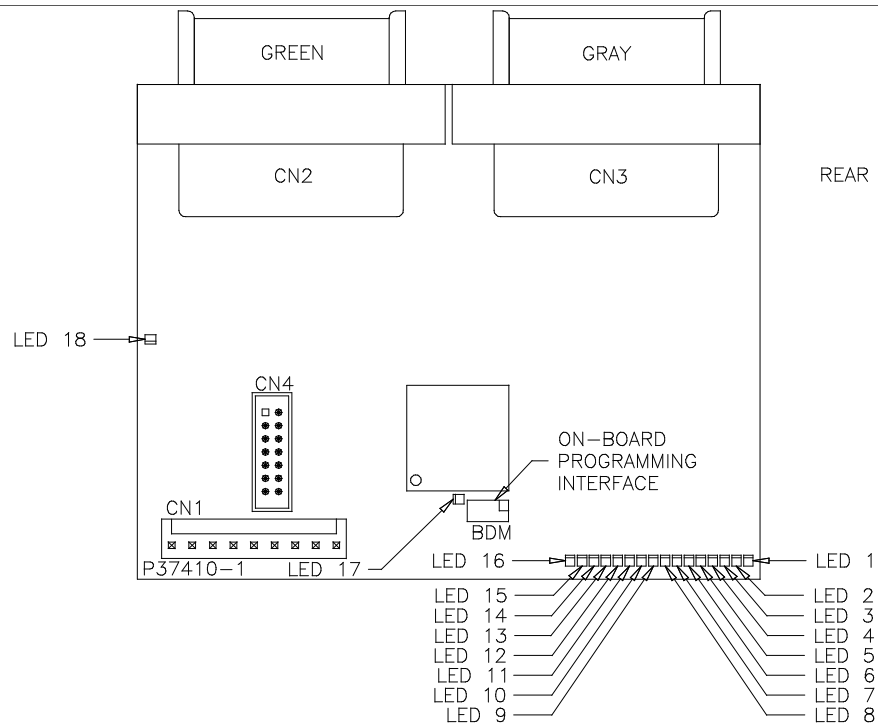 GREEN
GRAY
CN2
CN3
REAR
LED 18
CN4
ON-BOARD
PROGRAMMING
INTERFACE
CN1
BDM
P37410-1
LED 17
LED 16
LED 1
LED 15
LED 2
LED 14
LED 3
LED 13
LED 4
LED 12
LED 5
LED 11
LED 6
LED 10
LED 7
LED 9
LED 8